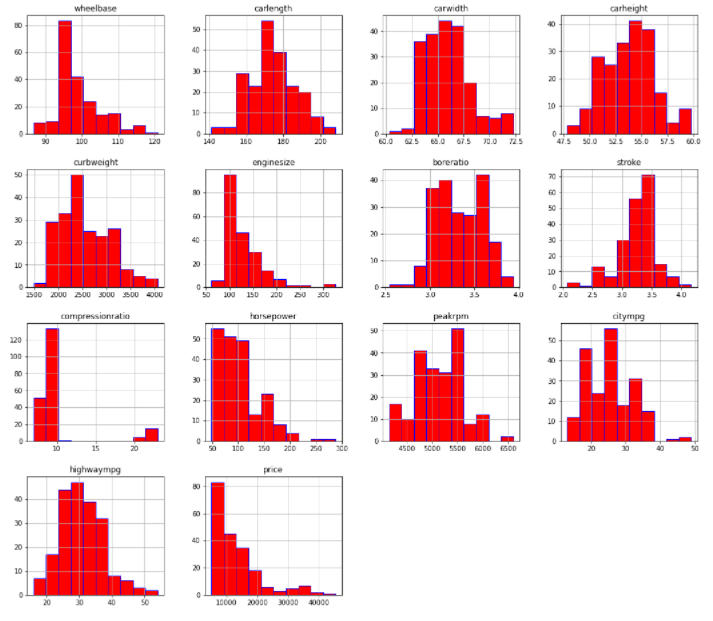 wheelbase
carlength
carwidth
carheight
80
60
40
20
0
90 100 110 120
50
40
30
20
10
0
140 160 180 200
40
30
20
10
0
60.0 62.5 65.0 67.5 70.0 72.5
40
30
20
10
0
47.5 50.0 52.5 55.0 57.5 60.0
curbweight
enginesize
boreratio
stroke
50
40
30
20
10
0
1500 2000 2500 3000 3500 4000
80
60
40
20
0
50 100 150 200 250 300
40
30
20
10
0
2.5 3.0 3.5 4.0
70
60
50
40
30
20
10
0
2.0 2.5 3.0 3.5 4.0
compressionratio
horsepower
peakrpm
citympg
120
100
80
60
40
20
0
10 15 20
50
40
30
20
10
0
50 100 150 200 250 300
50
40
30
20
10
0
4500 5000 5500 6000 6500
50
40
30
20
10
0
20 30 40 50
highwaympg
price
40
30
20
10
0
20 30 40 50
80
60
40
20
0
10000 20000 30000 40000